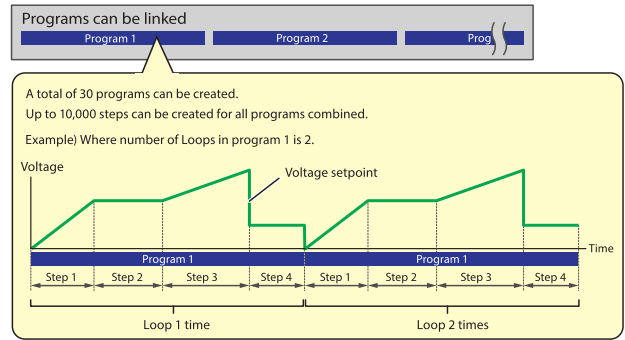 Programs can be linked
Program 1
Program 2
Prog
A total of 30 programs can be created.
Up to 10,000 steps can be created for all programs combined.
Example) Where number of Loops in program 1 is 2.
Voltage
Voltage setpoint
Time
Program 1
Program 1
Step 1
Step 2
Step 3
Step 4
Step 1
Step 2
Step 3
Step 4
Loop 1 time
Loop 2 times